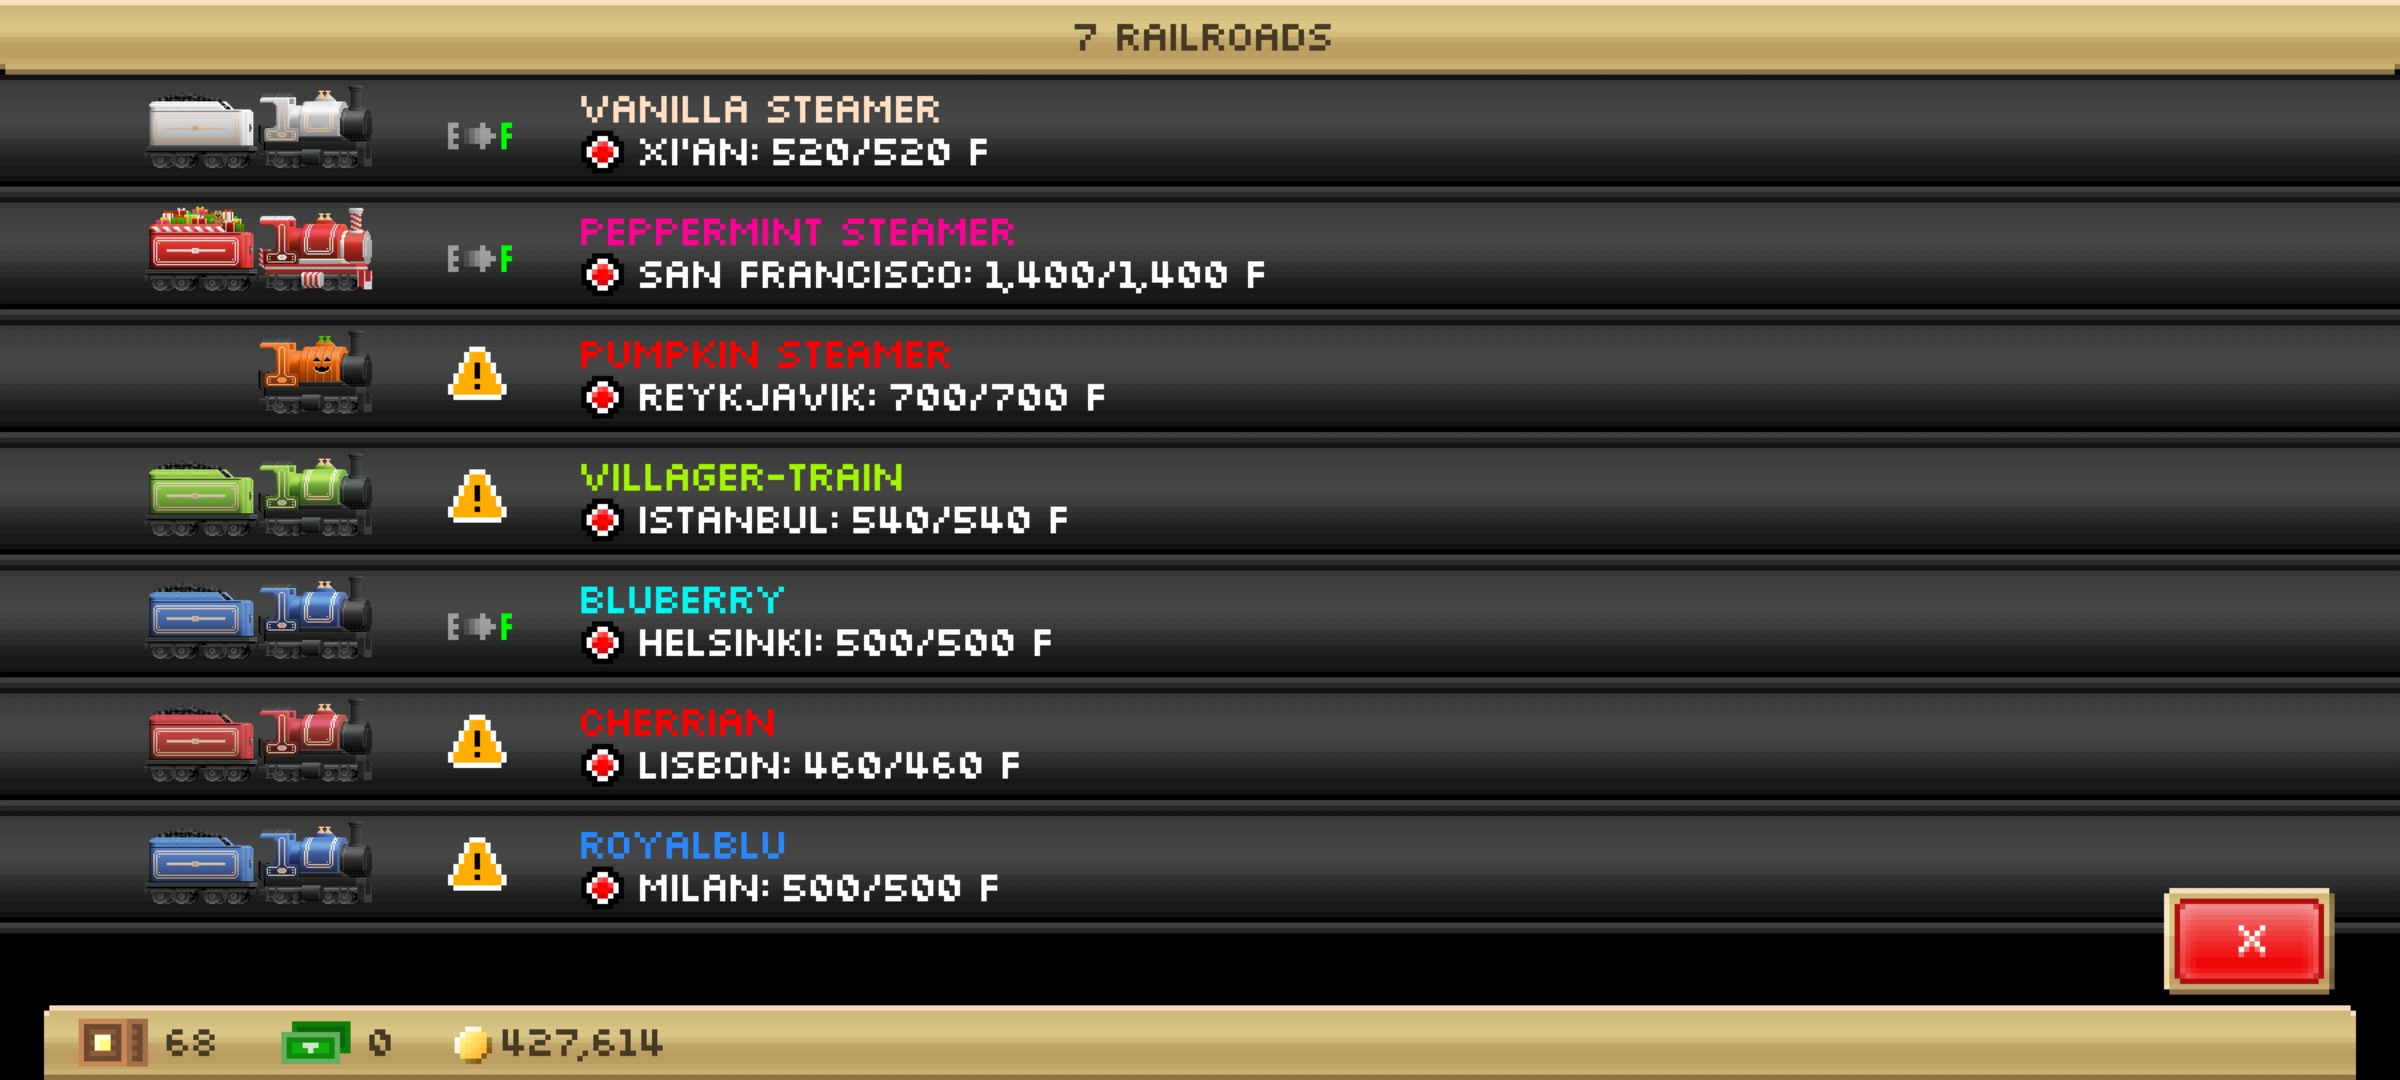 7 RAILROADS
VANILLA STEAMER
E F
XI'AN: 520/520 F
PEPPERMINT STEAMER
E F
SAN FRANCISCO: 1,400/1,400 F
PUMPKIN STEAMER
!
REYKJAVIK: 700/700 F
VILLAGER-TRAIN
!
ISTANBUL: 540/540 F
BLUBERRY
E F
HELSINKI: 500/500 F
CHERRIAN
!
LISBON: 460/460 F
ROYALBLU
!
MILAN: 500/500 F
X
68 0 427,614